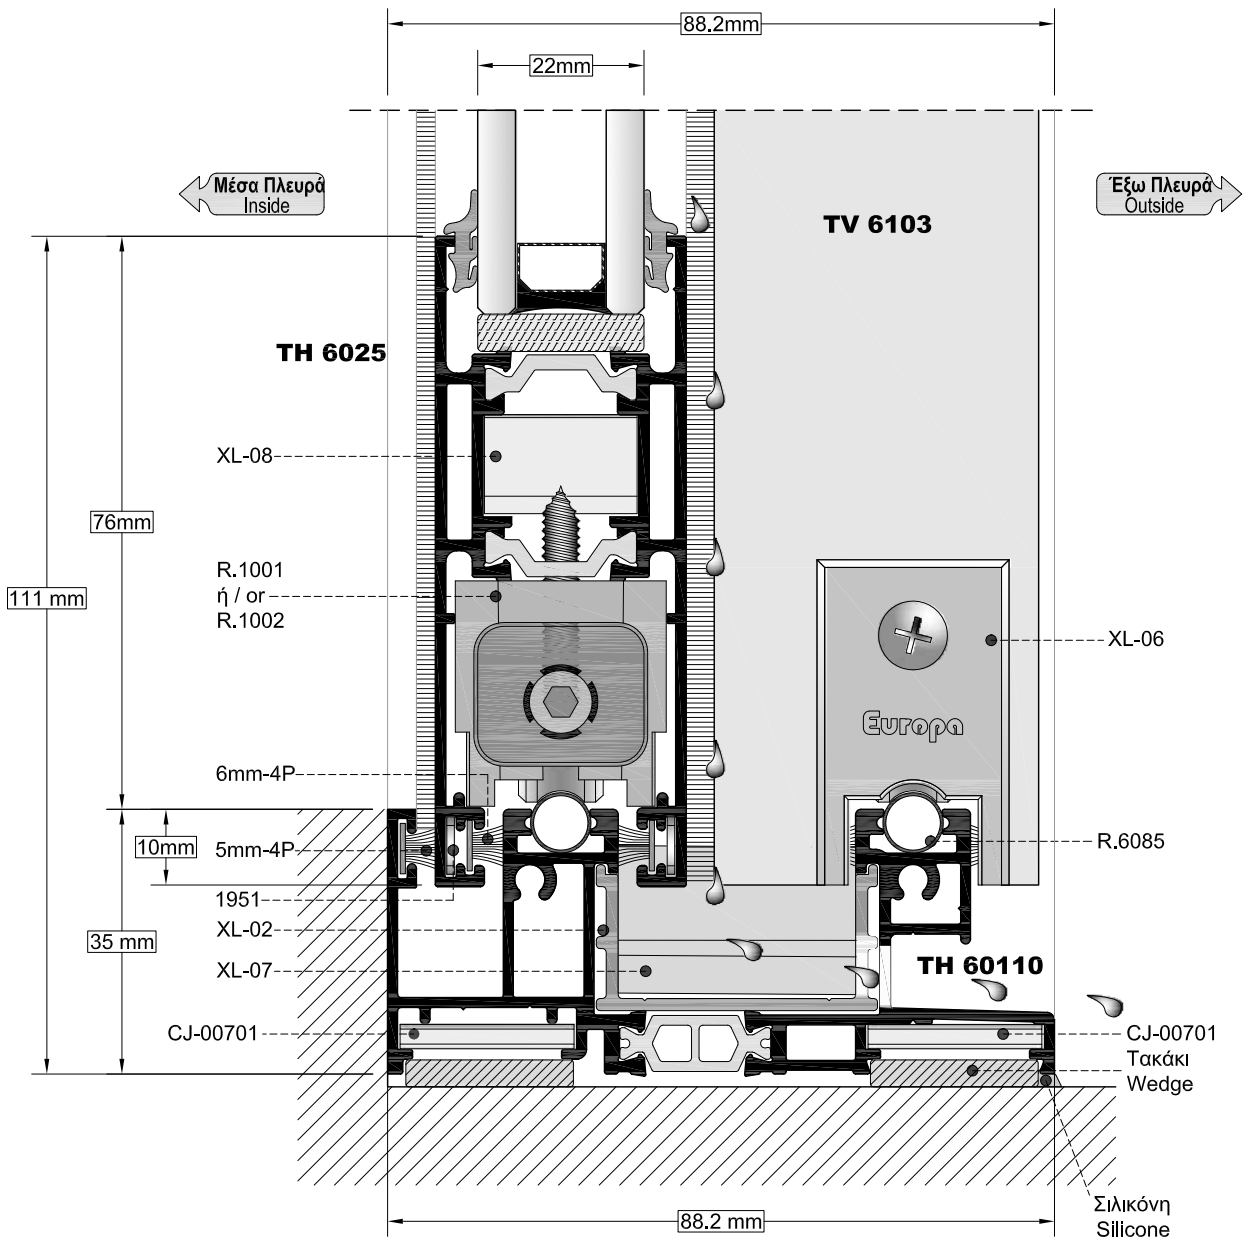 88.2mm
22mm
Μέσα Πλευρά
Inside
Έξω Πλευρά
Outside
TV 6103
TH 6025
XL-08
76mm
R.1001
ή / or
R.1002
111 mm
XL-06
Europa
6mm-4P
10mm
5mm-4P
R.6085
1951
XL-02
35 mm
XL-07
TH 60110
CJ-00701
CJ-00701
Τακάκι
Wedge
Σιλικόνη
Silicone
88.2 mm